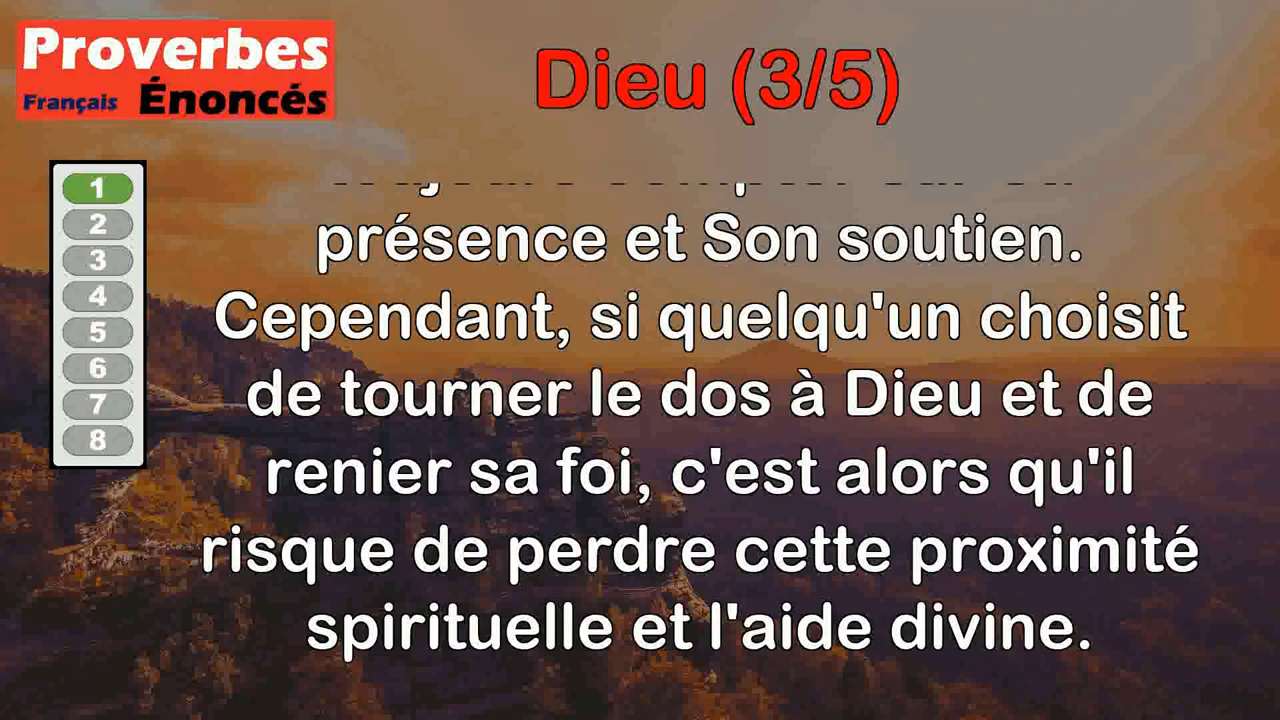 Proverbes
Français Énoncés
Dieu (3/5)
1
2
3
4
5
6
7
8
présence et Son soutien.
Cependant, si quelqu'un choisit
de tourner le dos à Dieu et de
renier sa foi, c'est alors qu'il
risque de perdre cette proximité
spirituelle et l'aide divine.